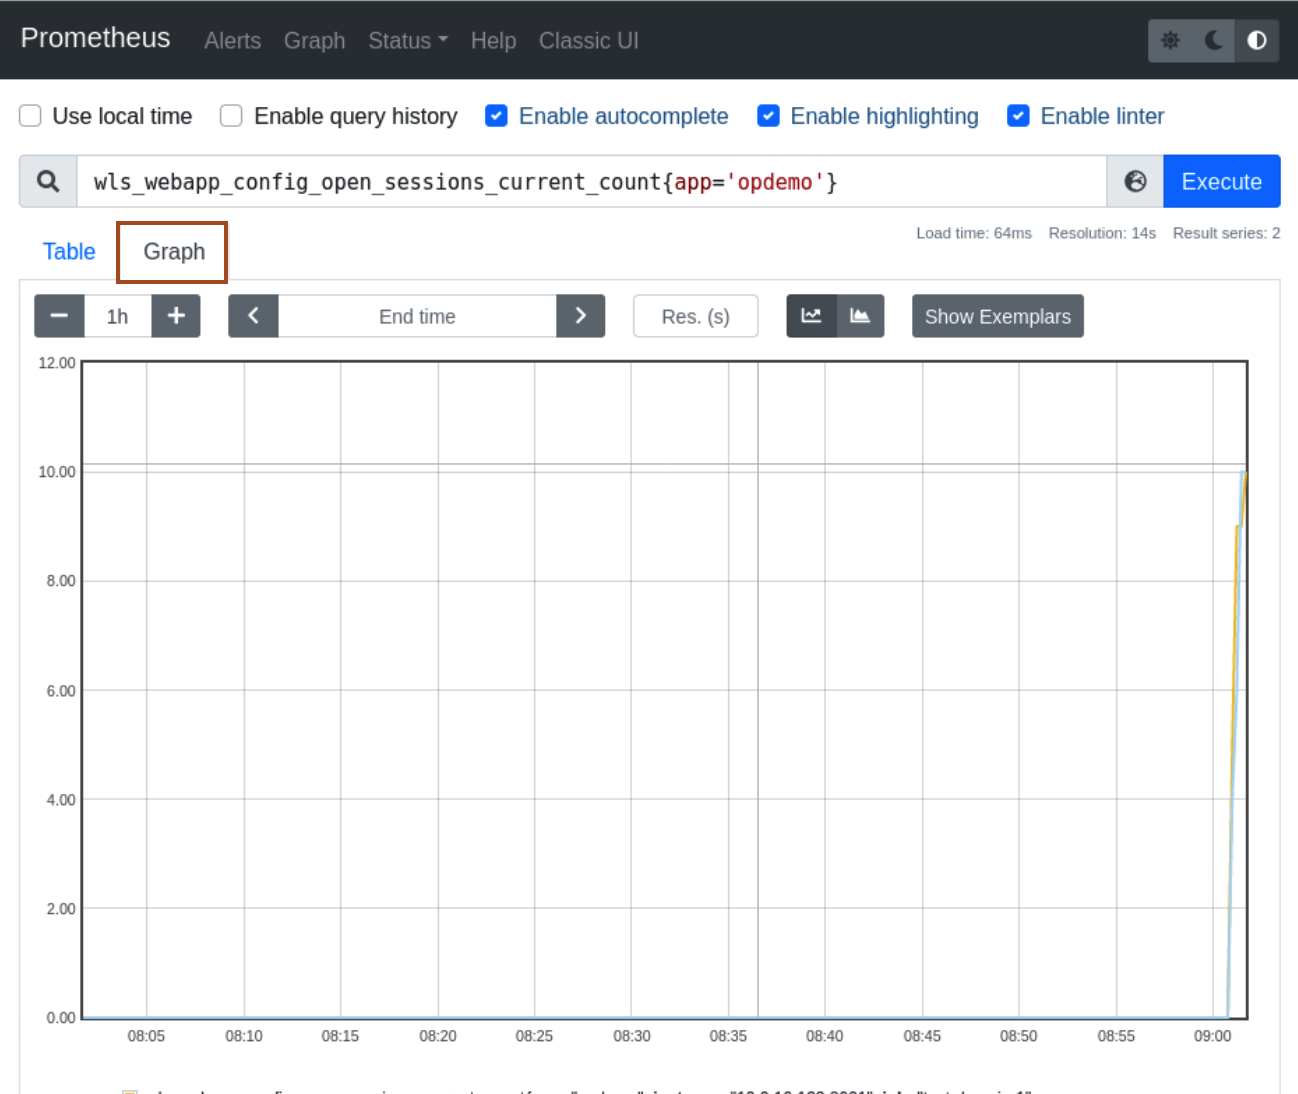 Prometheus Alerts Graph Status Help Classic UI
Use local time Enable query history Enable autocomplete Enable highlighting Enable linter
wls_webapp_config_open_sessions_current_count{app='opdemo'} Execute
Load time: 64ms Resolution: 14s Result series: 2
Table Graph
1h End time Res. (s) Show Exemplars
12.00
10.00
8.00
6.00
4.00
2.00
0.00
08:05 08:10 08:15 08:20 08:25 08:30 08:35 08:40 08:45 08:50 08:55 09:00